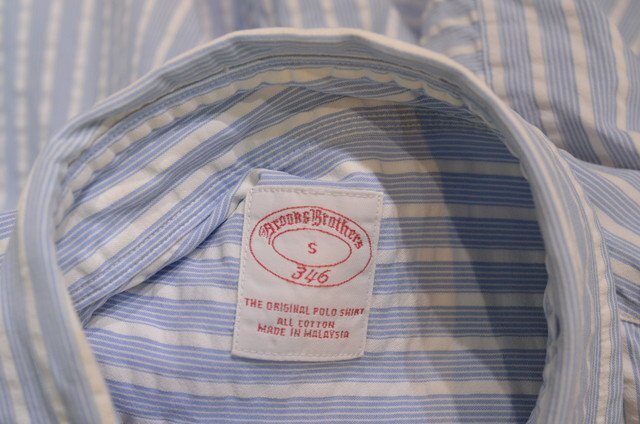 Brooks Brothers
S
346
THE ORIGINAL POLO SHIRT
ALL COTTON
MADE IN MALAYSIA